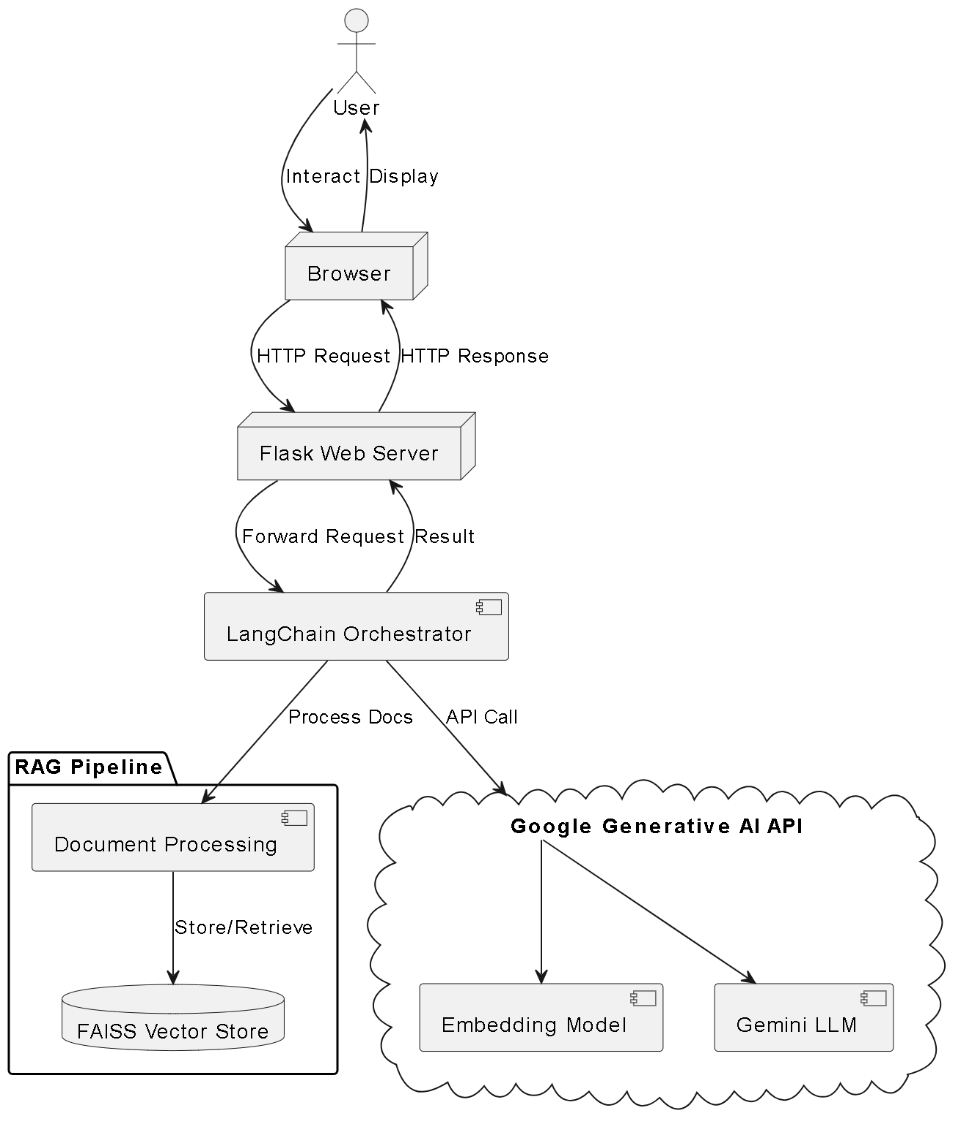 User
Interact
Display
Browser
HTTP Request
HTTP Response
Flask Web Server
Forward Request
Result
LangChain Orchestrator
Process Docs
API Call
RAG Pipeline
Document Processing
Google Generative AI API
Store/Retrieve
FAISS Vector Store
Embedding Model
Gemini LLM